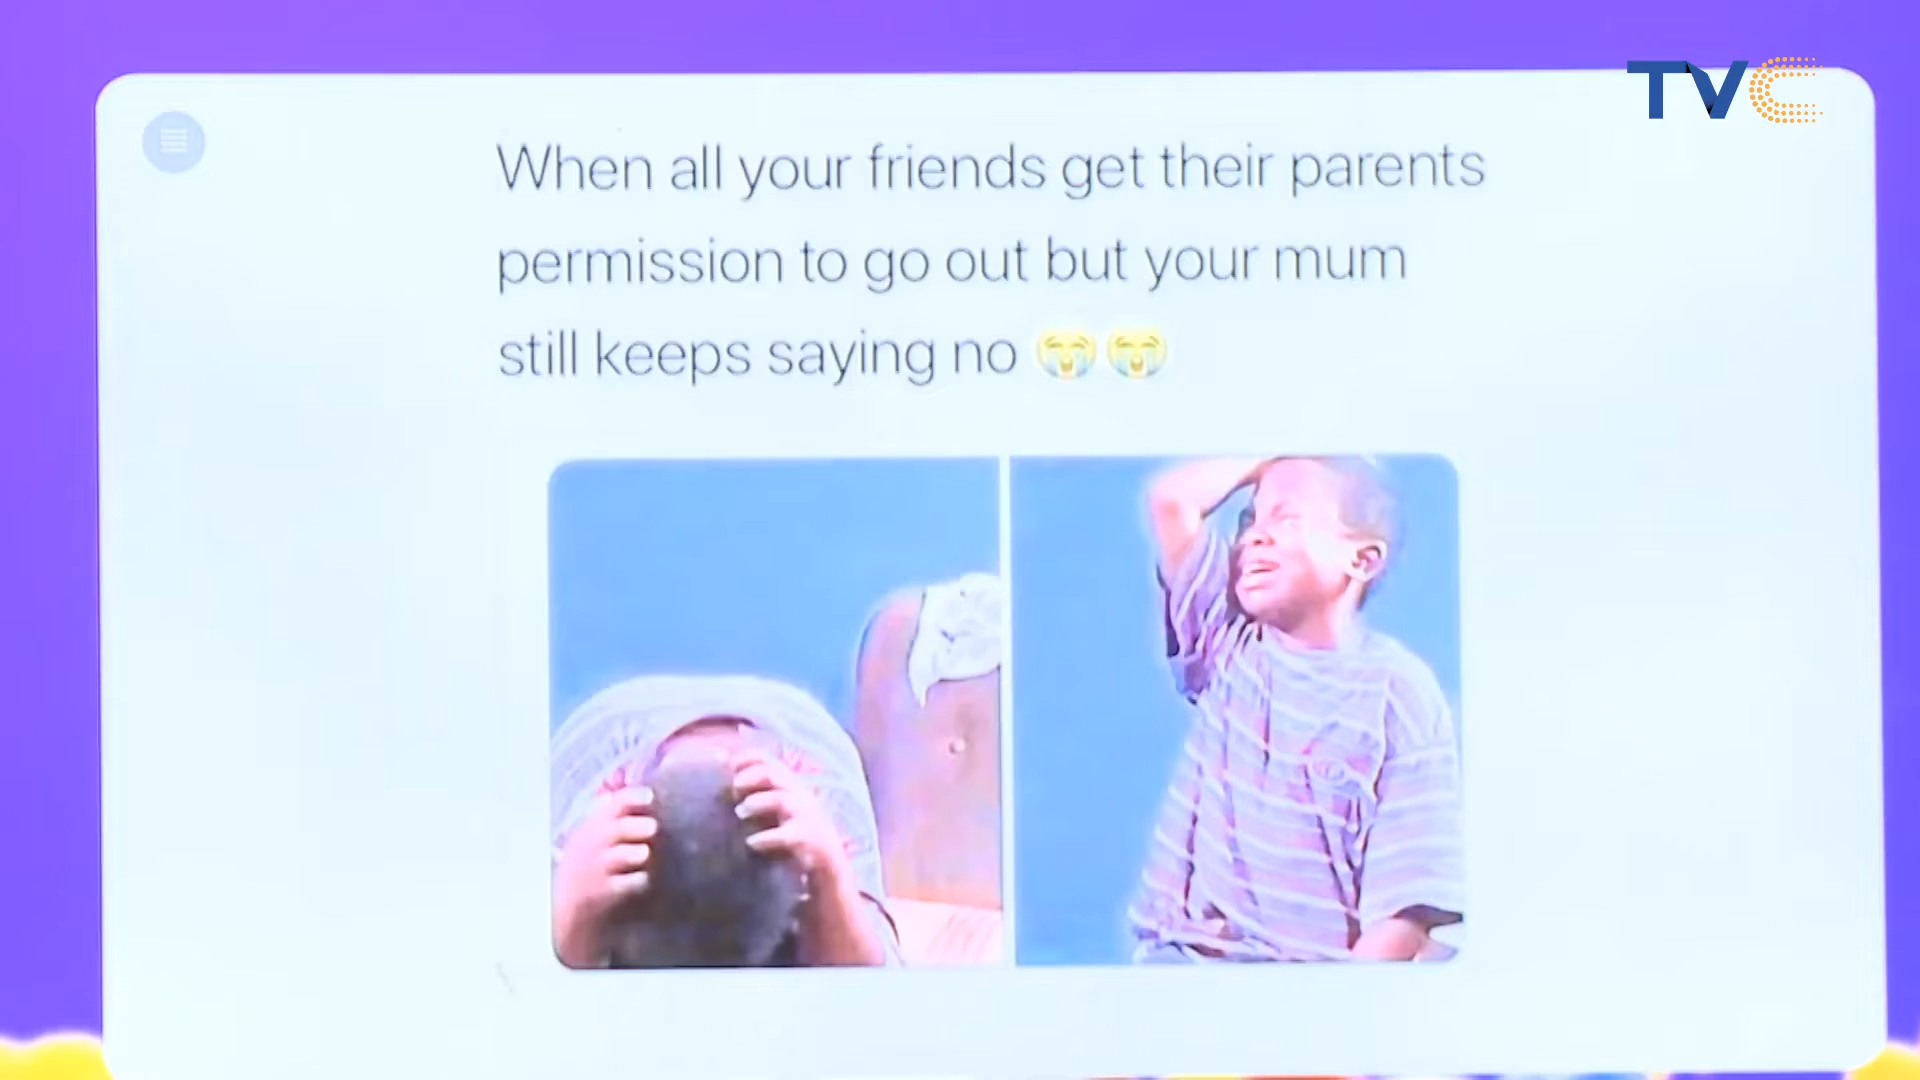 TVC
When all your friends get their parents
permission to go out but your mum
still keeps saying no 😭😭